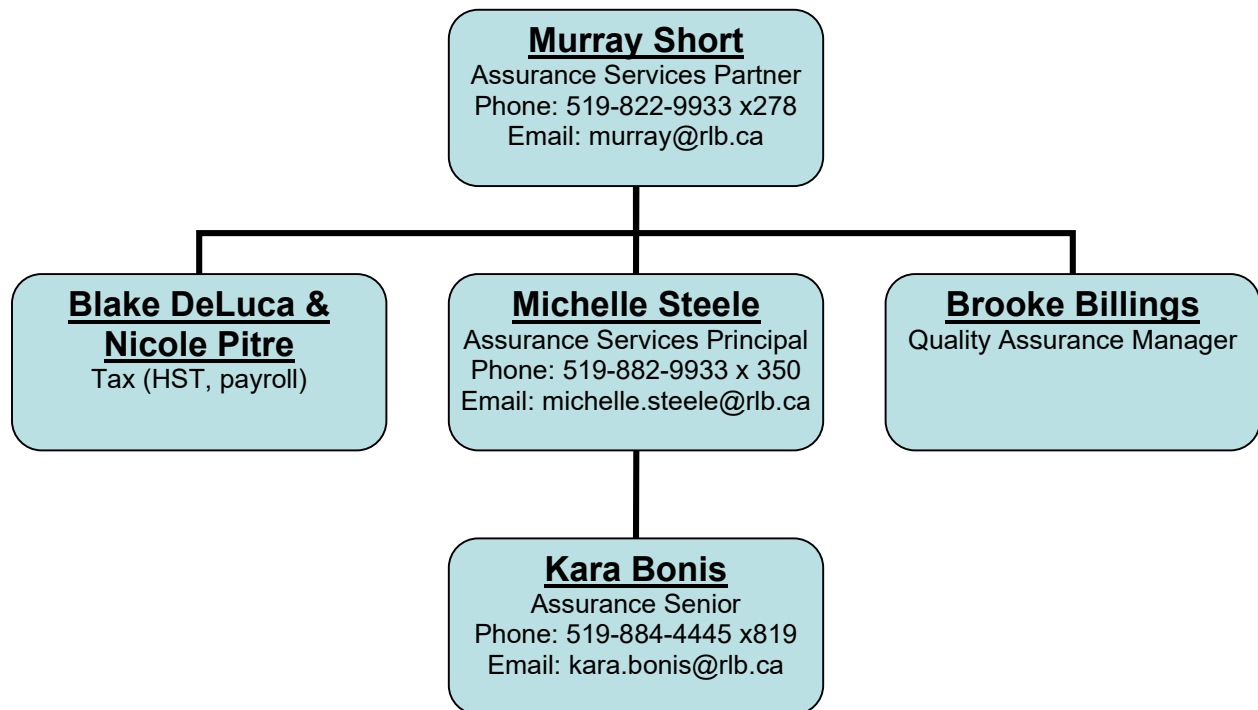 Murray Short
Assurance Services Partner
Phone: 519-822-9933 x278
Email: murray@rlb.ca
Blake DeLuca &
Nicole Pitre
Tax (HST, payroll)
Michelle Steele
Assurance Services Principal
Phone: 519-882-9933 x 350
Email: michelle.steele@rlb.ca
Brooke Billings
Quality Assurance Manager
Kara Bonis
Assurance Senior
Phone: 519-884-4445 x819
Email: kara.bonis@rlb.ca